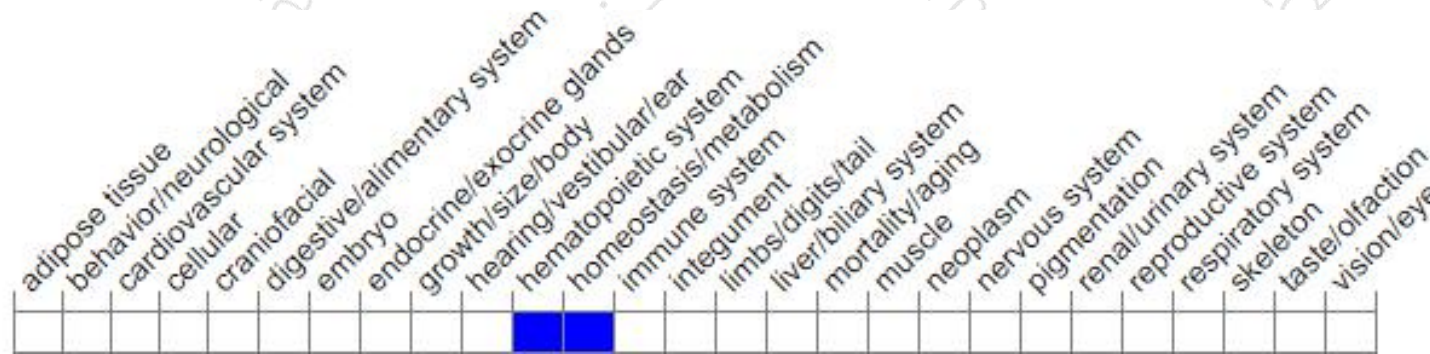 adipose tissue
behavior/neurological
cardiovascular system
cellular
craniofacial
digestive/alimentary system
embryo
endocrine/exocrine glands
growth/size/body
hearing/vestibular/ear
hematopoietic system
homeostasis/metabolism
immune system
integument
limbs/digits/tail
liver/biliary system
mortality/aging
muscle
neoplasm
nervous system
pigmentation
renal/urinary system
reproductive system
respiratory system
skeleton
taste/olfaction
vision/eye